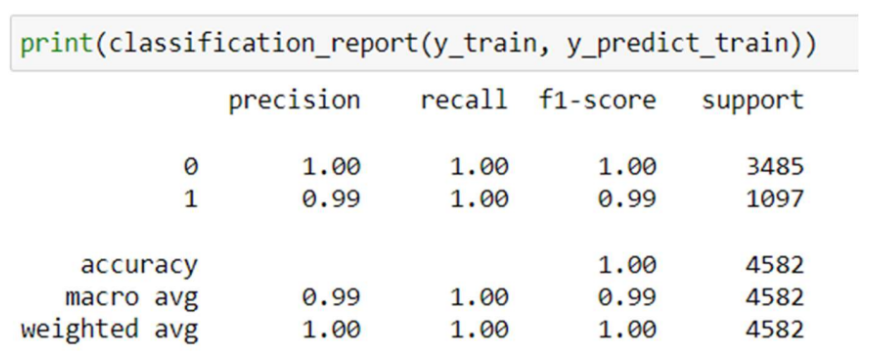 print(classification_report(y_train, y_predict_train))
precision recall f1-score support
0 1.00 1.00 1.00 3485
1 0.99 1.00 0.99 1097
accuracy 1.00 4582
macro avg 0.99 1.00 0.99 4582
weighted avg 1.00 1.00 1.00 4582